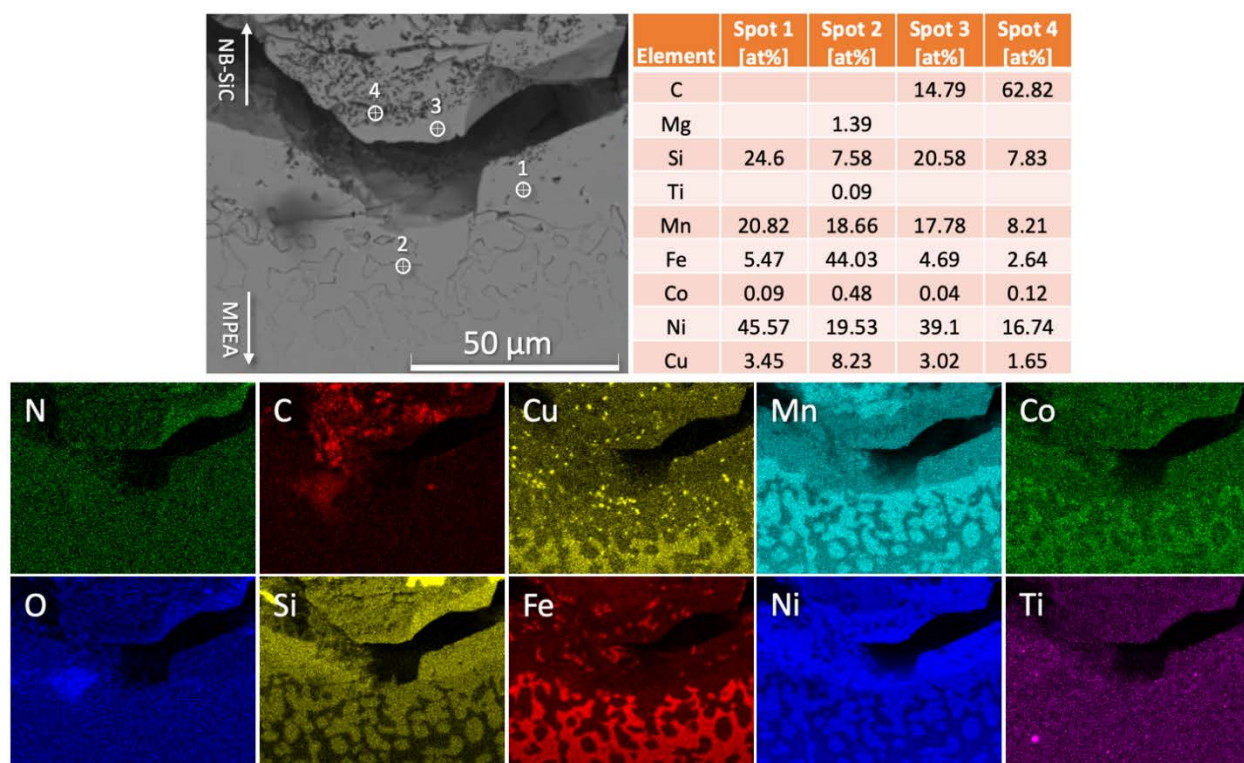 NB-SiC
4
3
1
2
MPEA
50 µm
Element Spot 1 [at%] Spot 2 [at%] Spot 3 [at%] Spot 4 [at%]
C 14.79 62.82
Mg 1.39
Si 24.6 7.58 20.58 7.83
Ti 0.09
Mn 20.82 18.66 17.78 8.21
Fe 5.47 44.03 4.69 2.64
Co 0.09 0.48 0.04 0.12
Ni 45.57 19.53 39.1 16.74
Cu 3.45 8.23 3.02 1.65
N C Cu Mn Co
O Si Fe Ni Ti